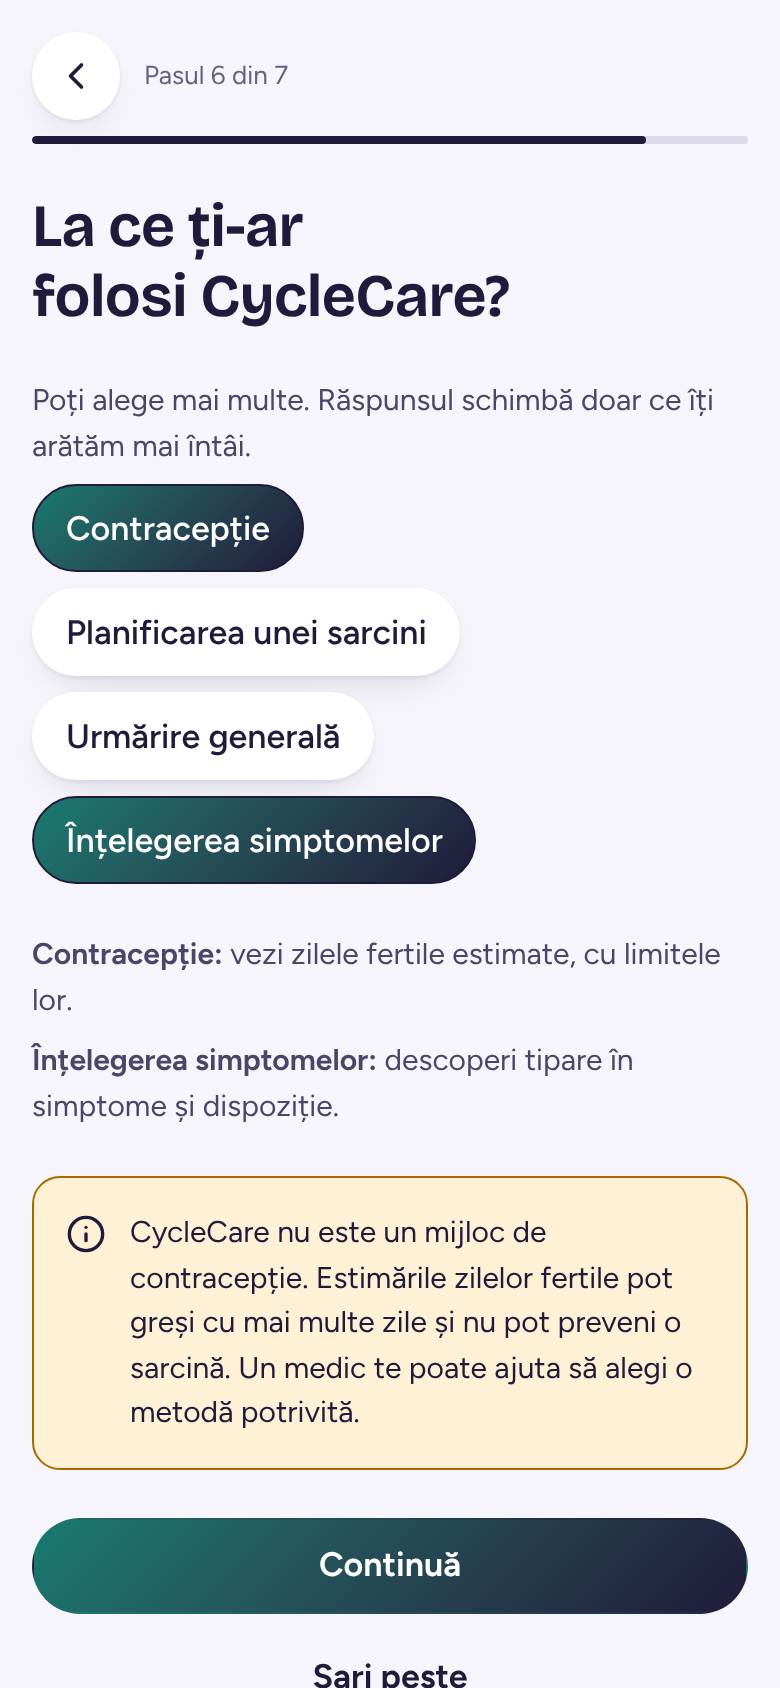 Pasul 6 din 7
La ce ți-ar
folosi CycleCare?
Poți alege mai multe. Răspunsul schimbă doar ce îți
arătăm mai întâi.
Contracepție
Planificarea unei sarcini
Urmărire generală
Înțelegerea simptomelor
Contracepție: vezi zilele fertile estimate, cu limitele
lor.
Înțelegerea simptomelor: descoperi tipare în
simptome și dispoziție.
CycleCare nu este un mijloc de
contracepție. Estimările zilelor fertile pot
greși cu mai multe zile și nu pot preveni o
sarcină. Un medic te poate ajuta să alegi o
metodă potrivită.
Continuă
Sari peste